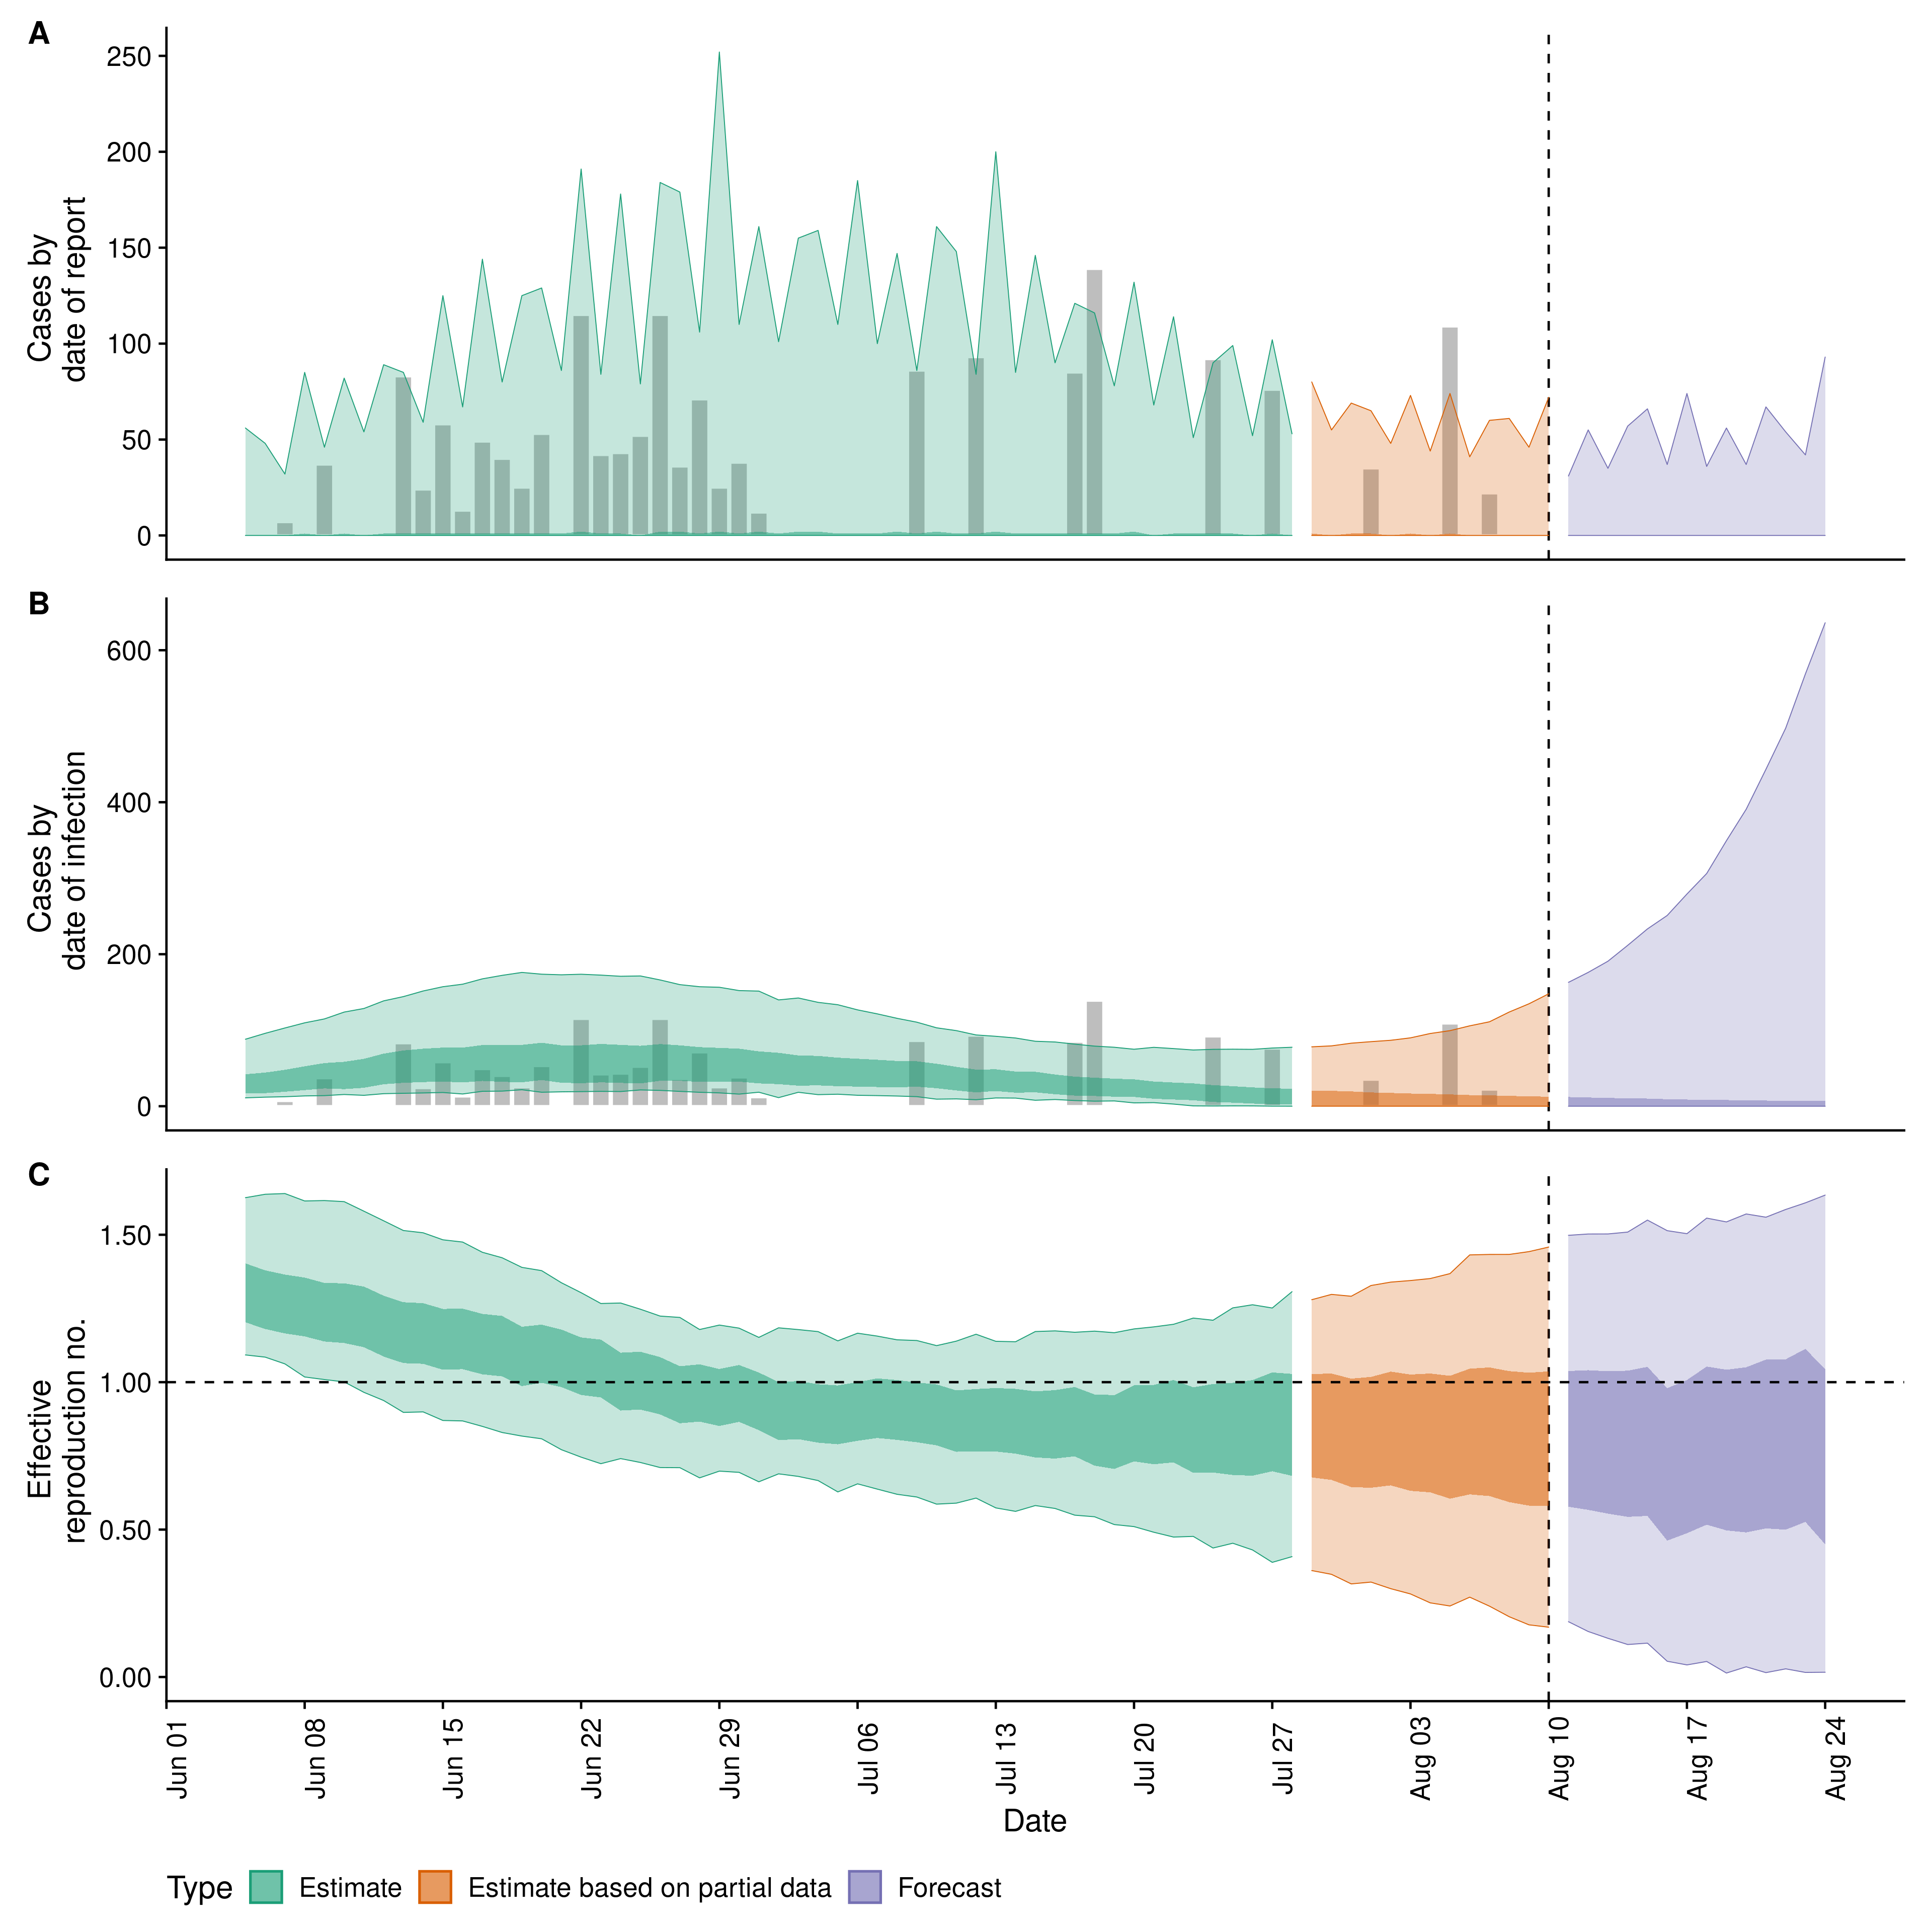 A
250
200
150
100
50
0
Cases by
date of report
B
600
400
200
0
Cases by
date of infection
C
1.50
1.00
0.50
0.00
Effective
reproduction no.
Jun 01
Jun 08
Jun 15
Jun 22
Jun 29
Jul 06
Jul 13
Jul 20
Jul 27
Aug 03
Aug 10
Aug 17
Aug 24
Date
Type Estimate Estimate based on partial data Forecast